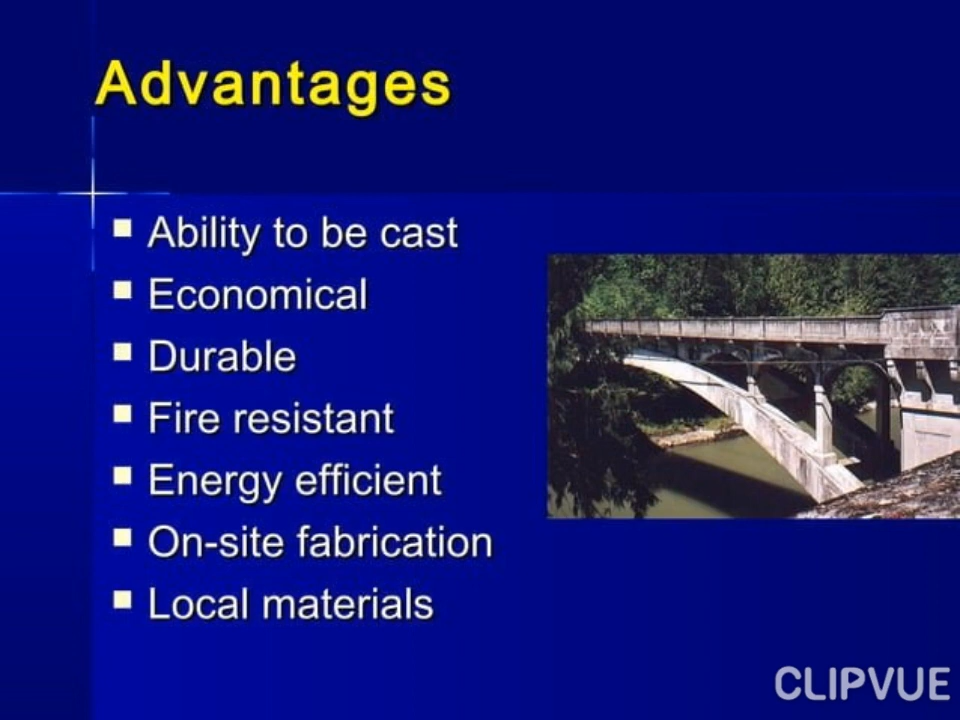 Advantages
Ability to be cast
Economical
Durable
Fire resistant
Energy efficient
On-site fabrication
Local materials
CLIPVUE